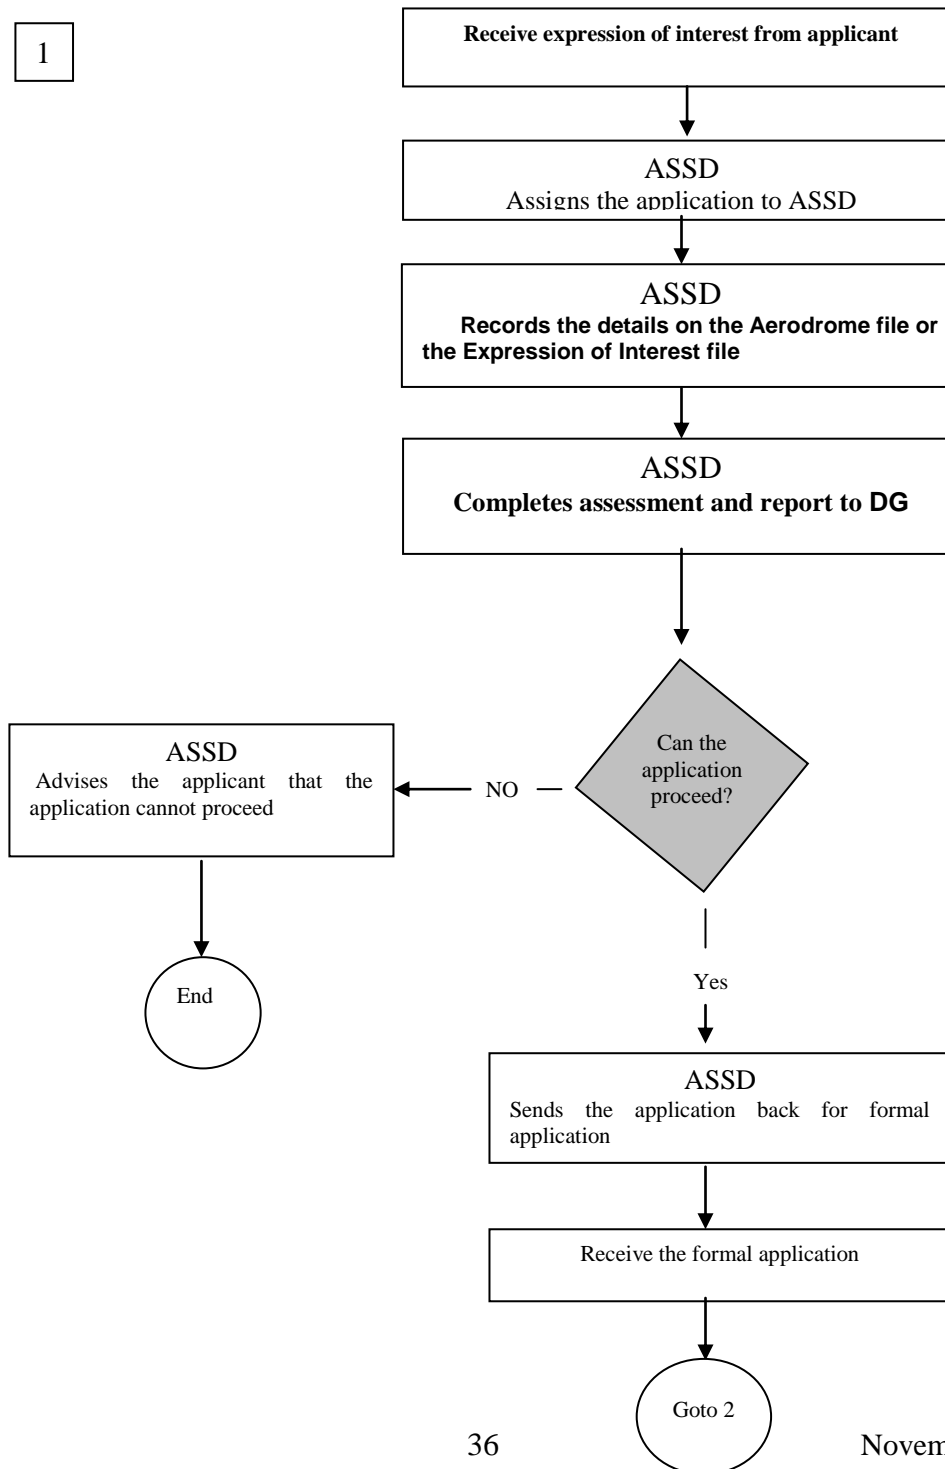 1
Receive expression of interest from applicant
ASSD
Assigns the application to ASSD
ASSD
Records the details on the Aerodrome file or
the Expression of Interest file
ASSD
Completes assessment and report to DG
Can the
application
proceed?
NO
ASSD
Advises the applicant that the
application cannot proceed
End
Yes
ASSD
Sends the application back for formal
application
Receive the formal application
Goto 2
36
Novem